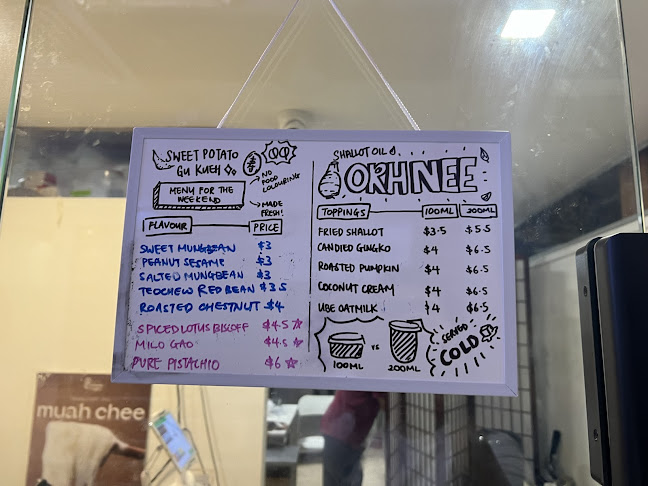 SWEET POTATO
GU KUEH
QQ
NO FOOD COLOURING
MENU FOR THE
WEEKEND
MADE FRESH!
FLAVOUR PRICE
SWEET MUNGBEAN $3
PEANUT SESAME $3
SALTED MUNGBEAN $3
TEOCHEW RED BEAN $3.5
ROASTED CHESTNUT $4
SPICED LOTUS BISCOFF $4.5
MILO GAO $4.5
PURE PISTACHIO $6
SHALLOT OIL
ORHNEE
TOPPINGS 100ML 200ML
FRIED SHALLOT $3.5 $5.5
CANDIED GINGKO $4 $6.5
ROASTED PUMPKIN $4 $6.5
COCONUT CREAM $4 $6.5
UBE OATMILK $4 $6.5
100ML VS 200ML
SERVED
COLD
muah chee